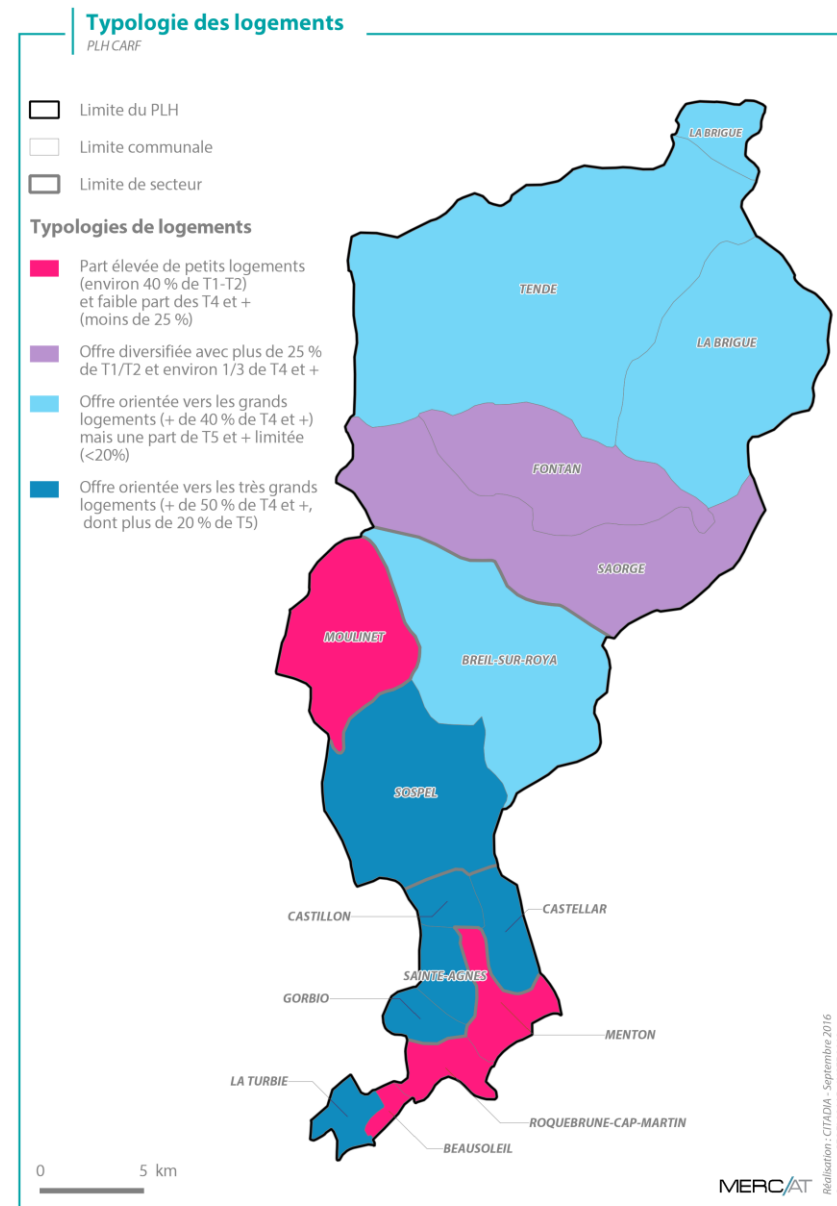 Typologie des logements
PLH CARF
Limite du PLH
Limite communale
Limite de secteur
Typologies de logements
Part élevée de petits logements
(environ 40 % de T1-T2)
et faible part des T4 et +
(moins de 25 %)
Offre diversifiée avec plus de 25 %
de T1/T2 et environ 1/3 de T4 et +
Offre orientée vers les grands
logements (+ de 40 % de T4 et +)
mais une part de T5 et + limitée
(<20%)
Offre orientée vers les très grands
logements (+ de 50 % de T4 et +,
dont plus de 20 % de T5)
LA BRIGUE
TENDE
LA BRIGUE
FONTAN
SAORGE
MOULINET
BREIL-SUR-ROYA
SOSPEL
CASTILLON
CASTELLAR
SAINTE-AGNES
GORBIO
MENTON
LA TURBIE
ROQUEBRUNE-CAP-MARTIN
BEAUSOLEIL
0 5 km
MERC/AT
Réalisation : CITADIA - Septembre 2016